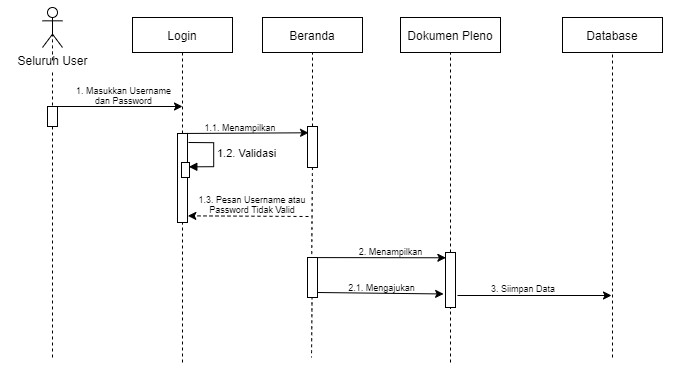 Login
Beranda
Dokumen Pleno
Database
Seluruh User
1. Masukkan Username
dan Password
1.1. Menampilkan
1.2. Validasi
1.3. Pesan Username atau
Password Tidak Valid
2. Menampilkan
2.1. Mengajukan
3. Siimpan Data